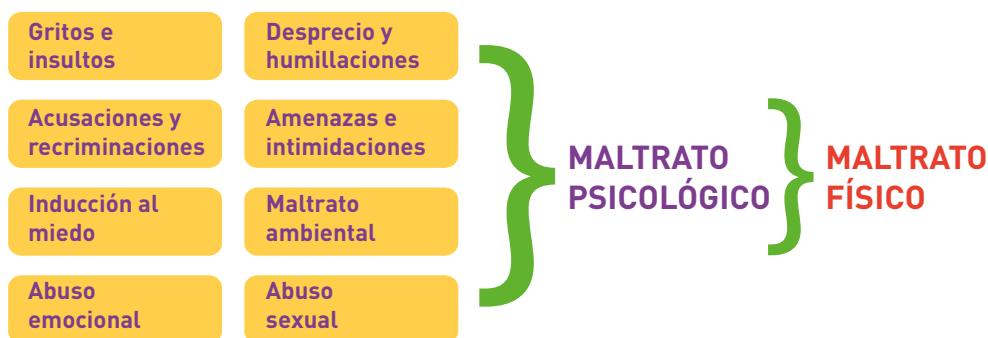 Gritos e
insultos
Desprecio y
humillaciones
Acusaciones y
recriminaciones
Amenazas e
intimidaciones
Inducción al
miedo
Maltrato
ambiental
Abuso
emocional
Abuso
sexual
MALTRATO
PSICOLÓGICO
MALTRATO
FÍSICO